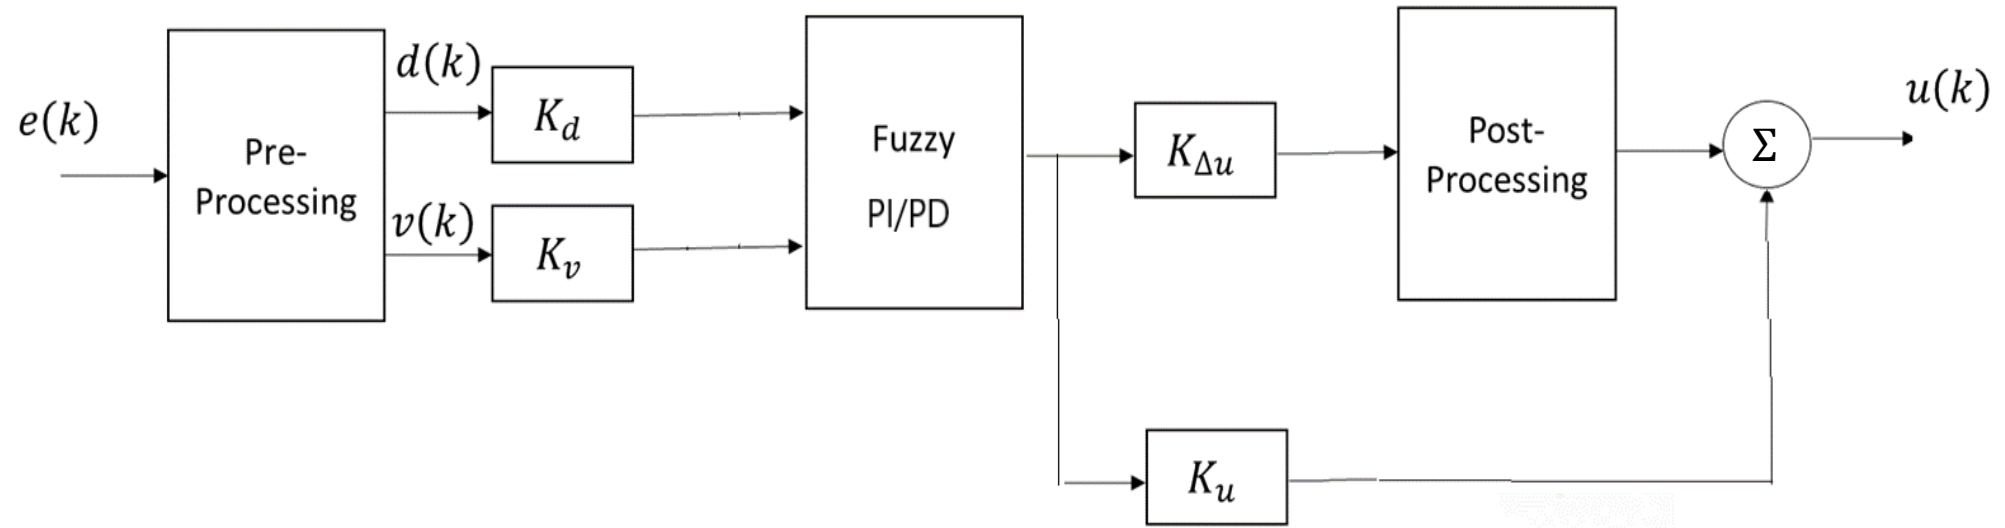 e(k)
Pre-
Processing
d(k)
v(k)
K_d
K_v
Fuzzy
PI/PD
K_Δu
K_u
Post-
Processing
Σ
u(k)